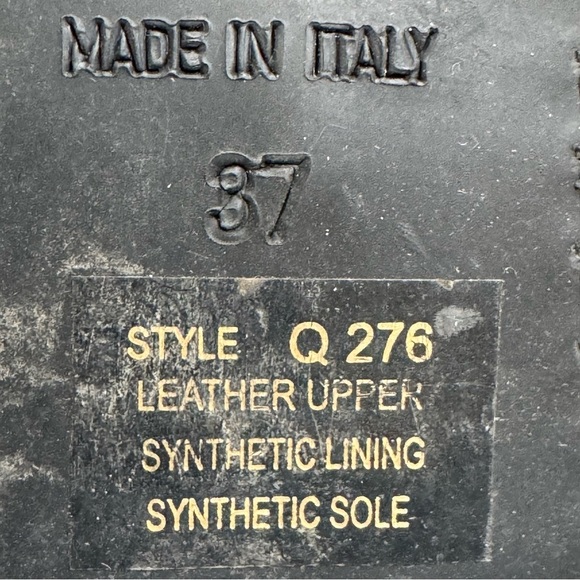 MADE IN ITALY
37
STYLE Q 276
LEATHER UPPER
SYNTHETIC LINING
SYNTHETIC SOLE